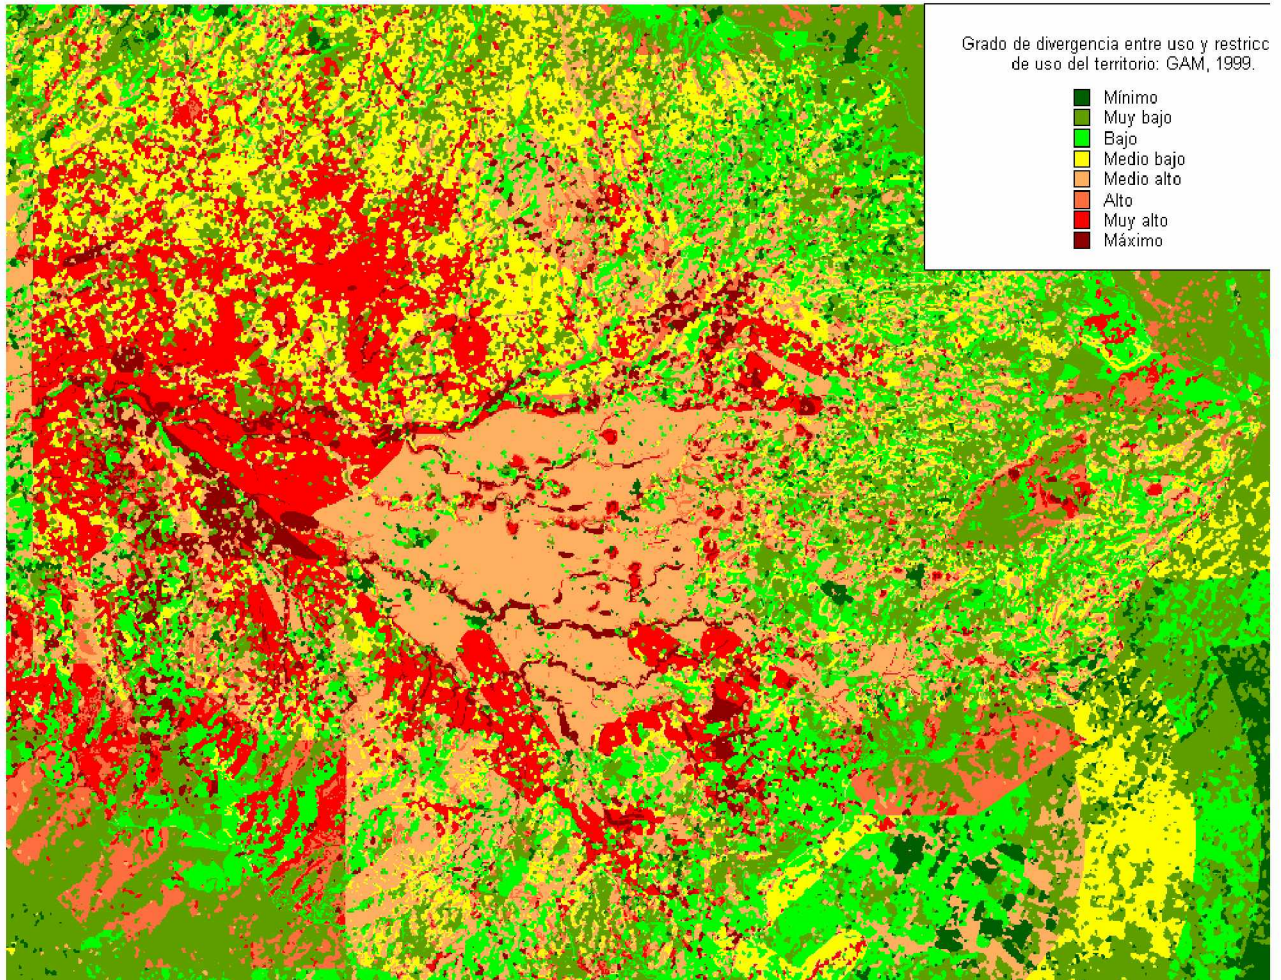 Grado de divergencia entre uso y restricc
de uso del territorio: GAM, 1999.
Mínimo
Muy bajo
Bajo
Medio bajo
Medio alto
Alto
Muy alto
Máximo